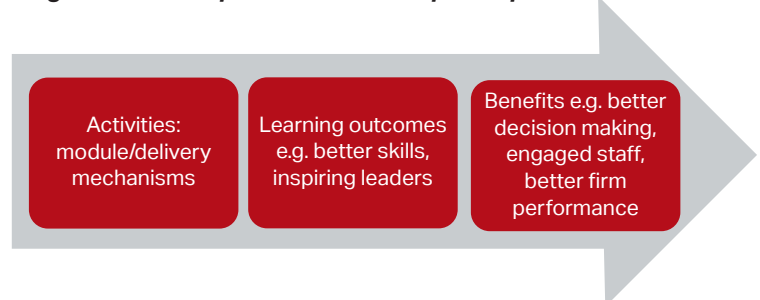 Activities:
module/delivery
mechanisms
Learning outcomes
e.g. better skills,
inspiring leaders
Benefits e.g. better
decision making,
engaged staff,
better firm
performance